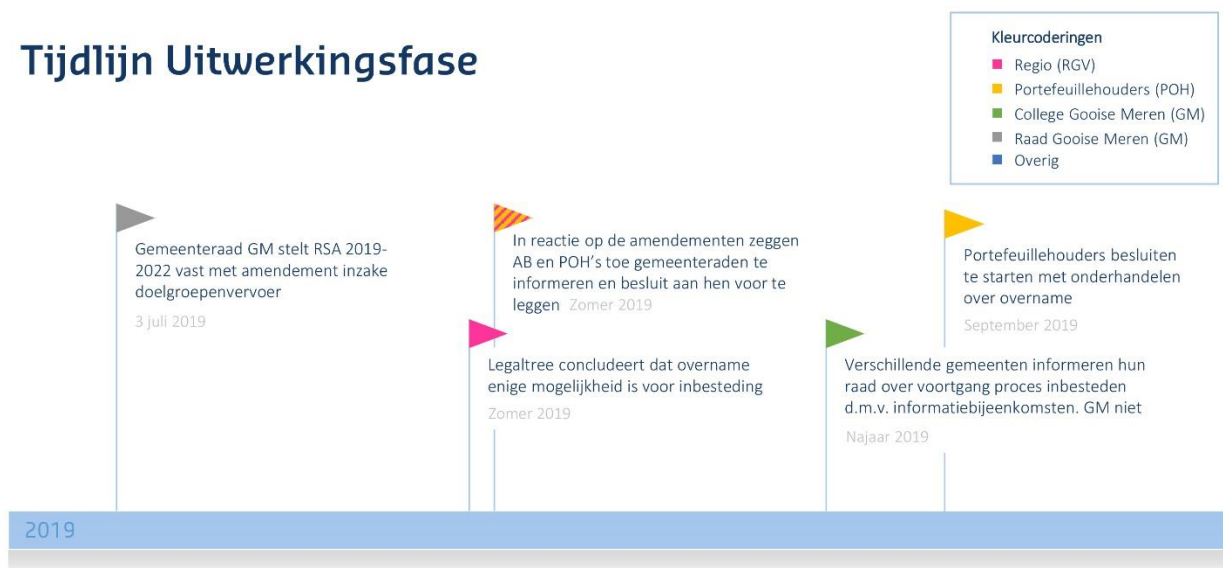 Tijdlijn Uitwerkingsfase
Kleurcoderingen
Regio (RGV)
Portefeuillehouders (POH)
College Gooise Meren (GM)
Raad Gooise Meren (GM)
Overig
Gemeenteraad GM stelt RSA 2019-
2022 vast met amendement inzake
doelgroepenvervoer
3 juli 2019
In reactie op de amendementen zeggen
AB en POH's toe gemeenteraden te
informeren en besluit aan hen voor te
leggen Zomer 2019
Legaltree concludeert dat overname
enige mogelijkheid is voor inbesteding
Zomer 2019
Portefeuillehouders besluiten
te starten met onderhandelen
over overname
September 2019
Verschillende gemeenten informeren hun
raad over voortgang proces inbesteden
d.m.v. informatiebijeenkomsten. GM niet
Najaar 2019
2019